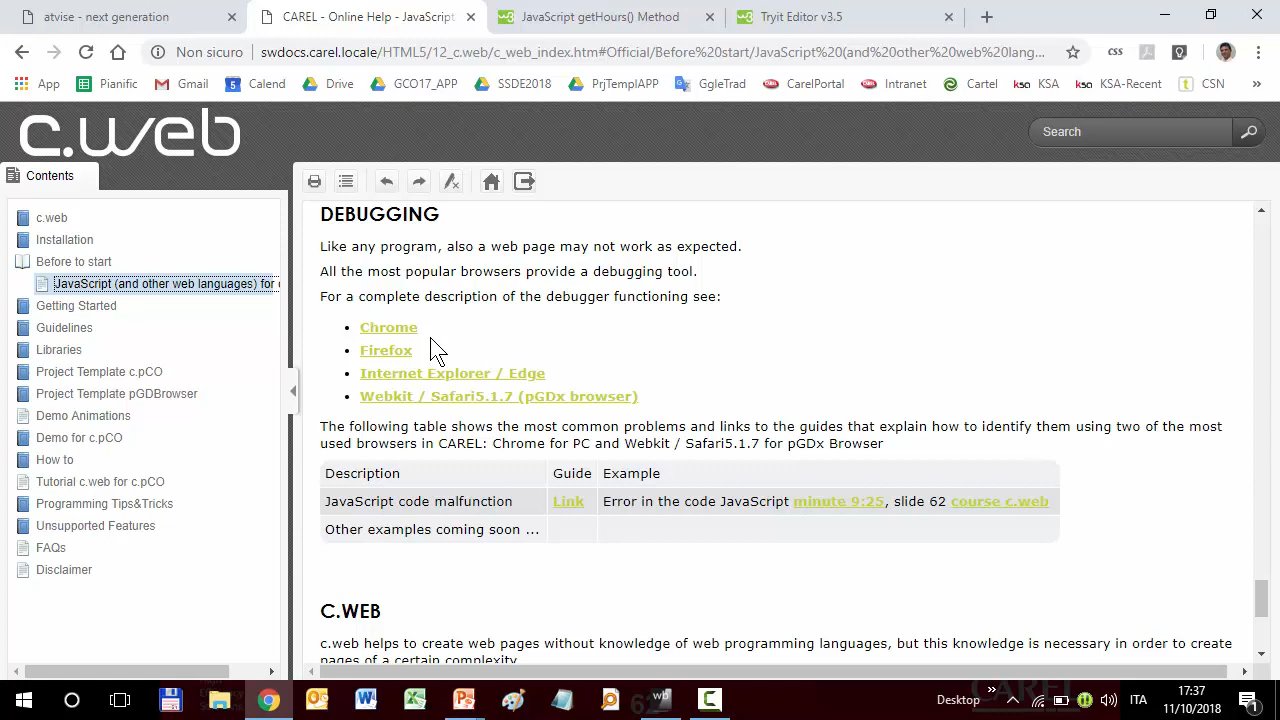 atvise - next generation
CAREL - Online Help - JavaScript
JavaScript getHours() Method
Tryit Editor v3.5
Non sicuro
swdocs.carel.locale/HTML5/12_c.web/c_web_index.htm#Official/Before%20start/JavaScript%20(and%20other%20web%20lang...
CSS
App
Pianific
Gmail
5
Calend
Drive
GCO17_APP
SSDE2018
PrjTemplAPP
GgleTrad
CarelPortal
Intranet
Cartel
ksa
KSA
ksa
KSA-Recent
CSN
»
c.web
Search
Contents
c.web
Installation
Before to start
JavaScript (and other web languages) for
Getting Started
Guidelines
Libraries
Project Template c.pCO
Project Template pGDBrowser
Demo Animations
Demo for c.pCO
How to
Tutorial c.web for c.pCO
Programming Tips&Tricks
Unsupported Features
FAQs
Disclaimer
DEBUGGING
Like any program, also a web page may not work as expected.
All the most popular browsers provide a debugging tool.
For a complete description of the debugger functioning see:
• Chrome
• Firefox
• Internet Explorer / Edge
• Webkit / Safari5.1.7 (pGDx browser)
The following table shows the most common problems and links to the guides that explain how to identify them using two of the most
used browsers in CAREL: Chrome for PC and Webkit / Safari5.1.7 for pGDx Browser
Description Guide Example
JavaScript code malfunction Link Error in the code JavaScript minute 9:25, slide 62 course c.web
Other examples coming soon ...
C.WEB
c.web helps to create web pages without knowledge of web programming languages, but this knowledge is necessary in order to create
pages of a certain complexity
Desktop
»
ITA
17:37
11/10/2018
1